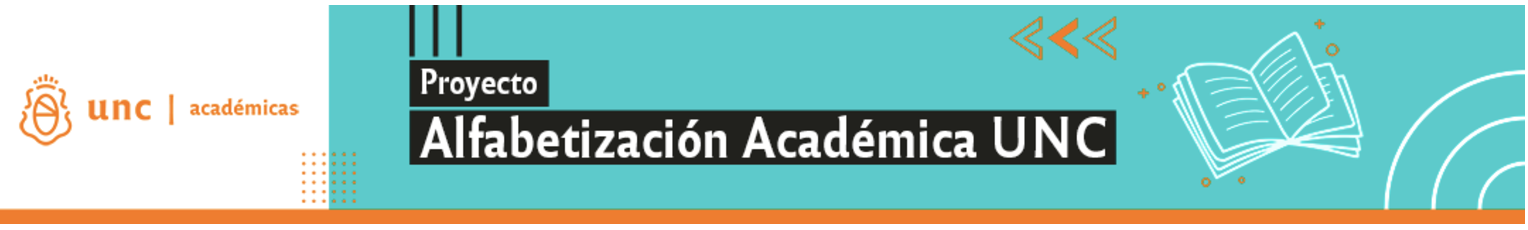 unc | académicas
Proyecto
Alfabetización Académica UNC